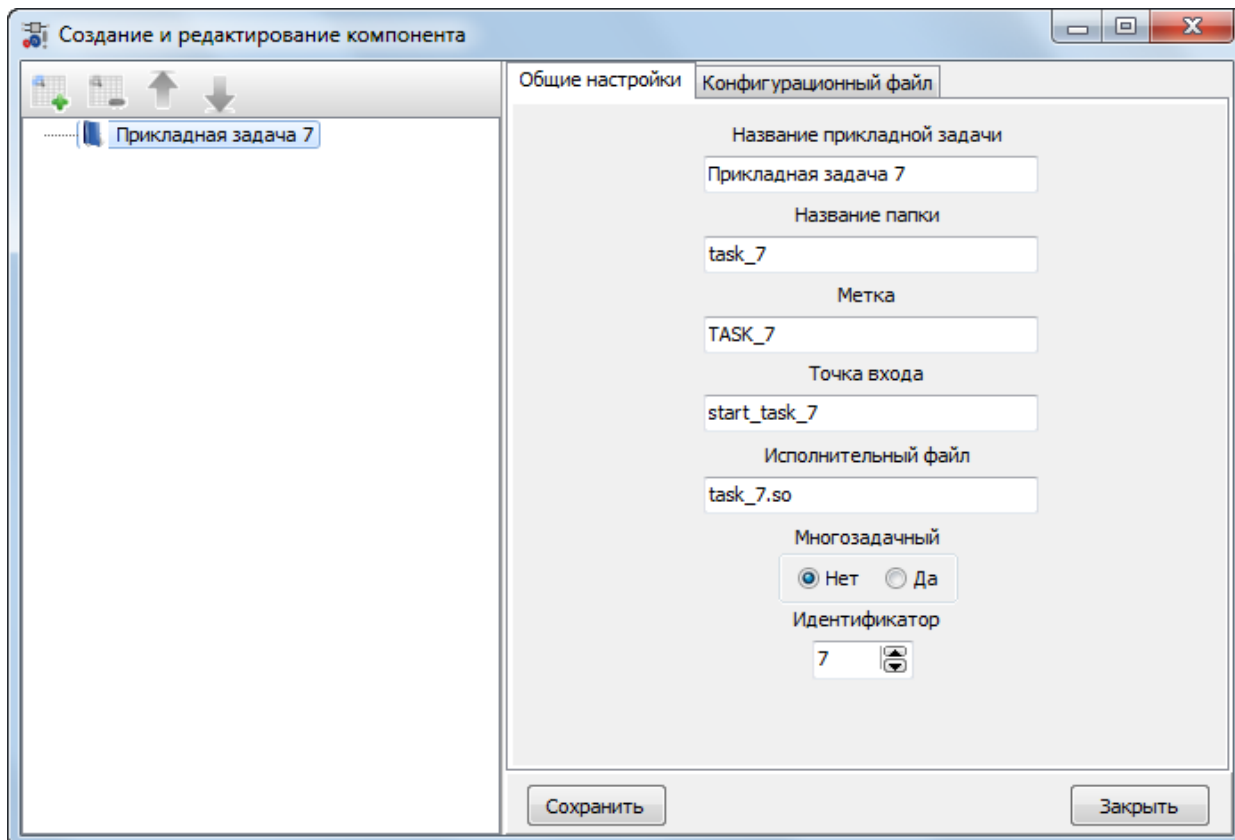 Создание и редактирование компонента
Прикладная задача 7
Общие настройки
Конфигурационный файл
Название прикладной задачи
Прикладная задача 7
Название папки
task_7
Метка
TASK_7
Точка входа
start_task_7
Исполнительный файл
task_7.so
Многозадачный
Нет Да
Идентификатор
7
Сохранить
Закрыть